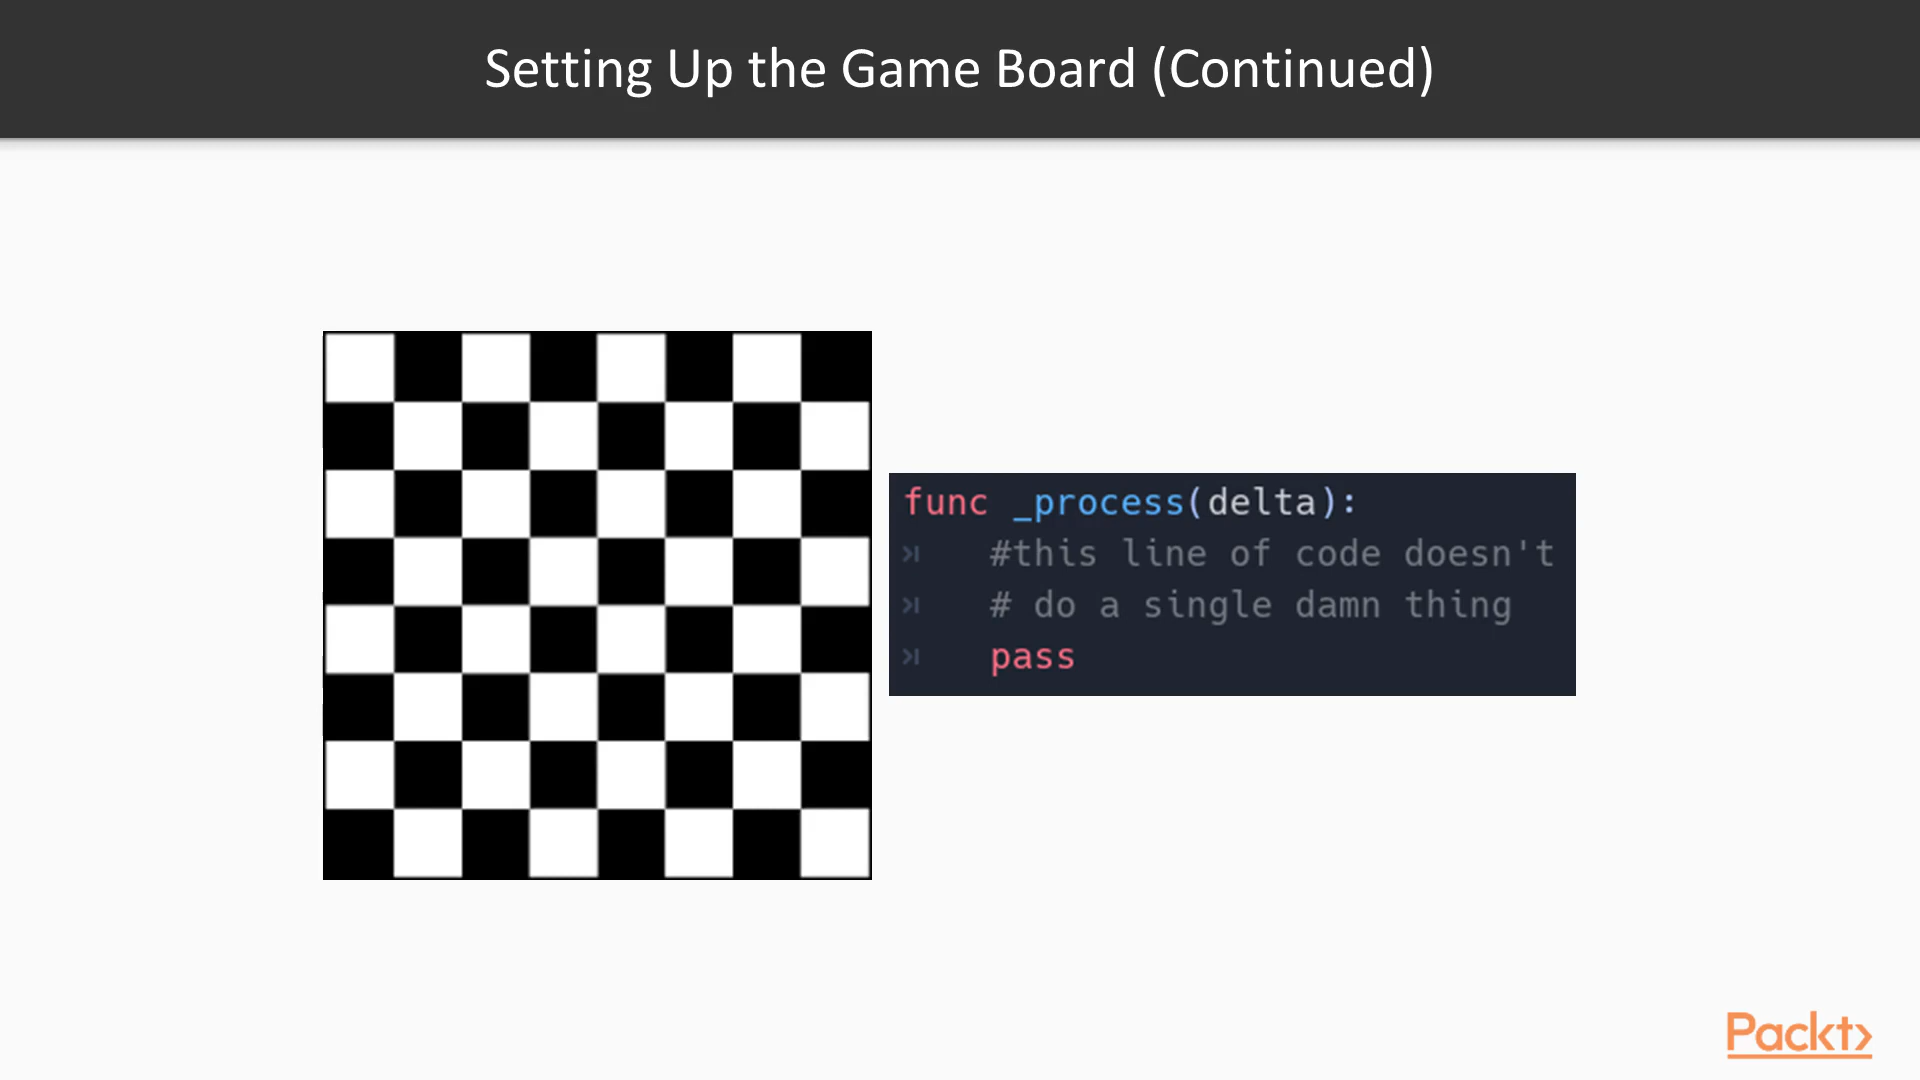 Setting Up the Game Board (Continued)
func _process(delta):
#this line of code doesn't
# do a single damn thing
pass
Packt>